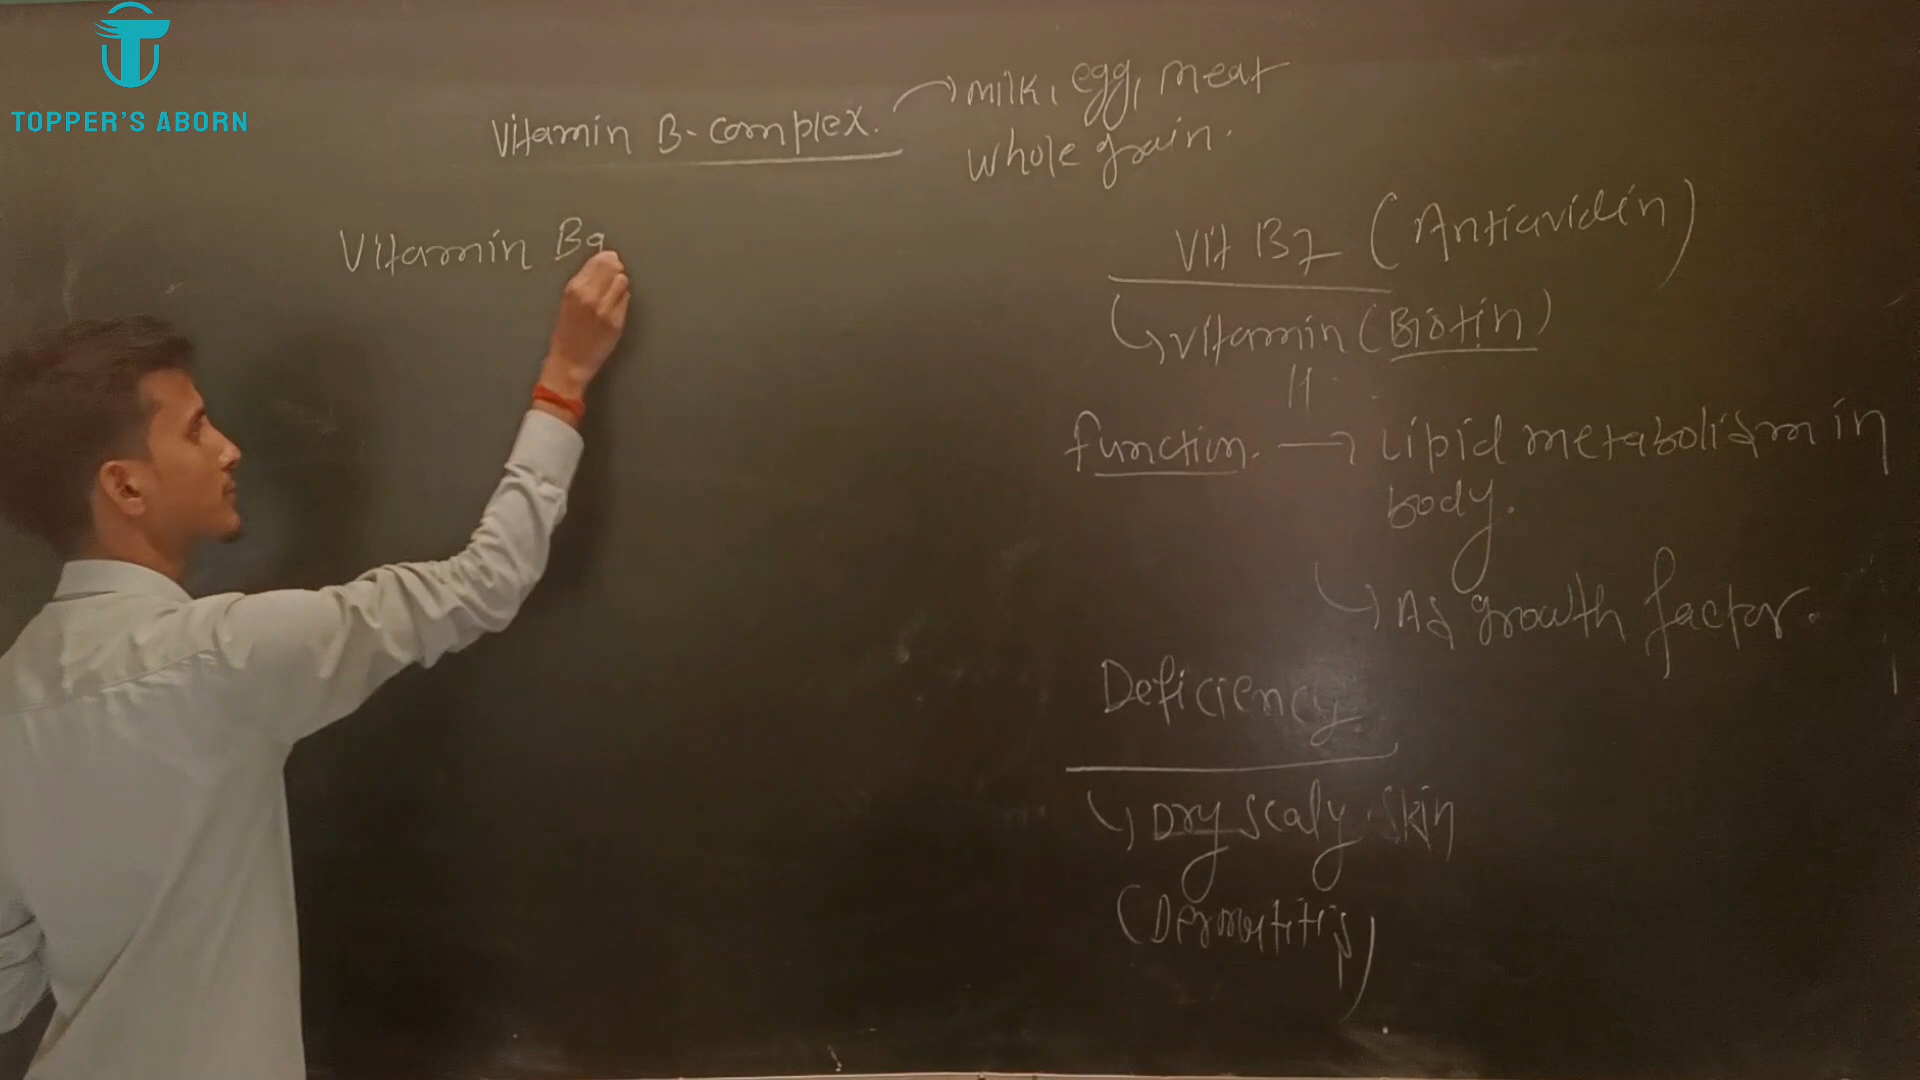 TOPPER'S ABORN
Vitamin B-complex. milk, egg, meat
whole grain.
Vitamin B9
Vit B7 (Antiavidin)
vitamin (Biotin)
function. → Lipid metabolism in
body.
As growth factor.
Deficiency
Dry scaly skin
(Dermatitis)